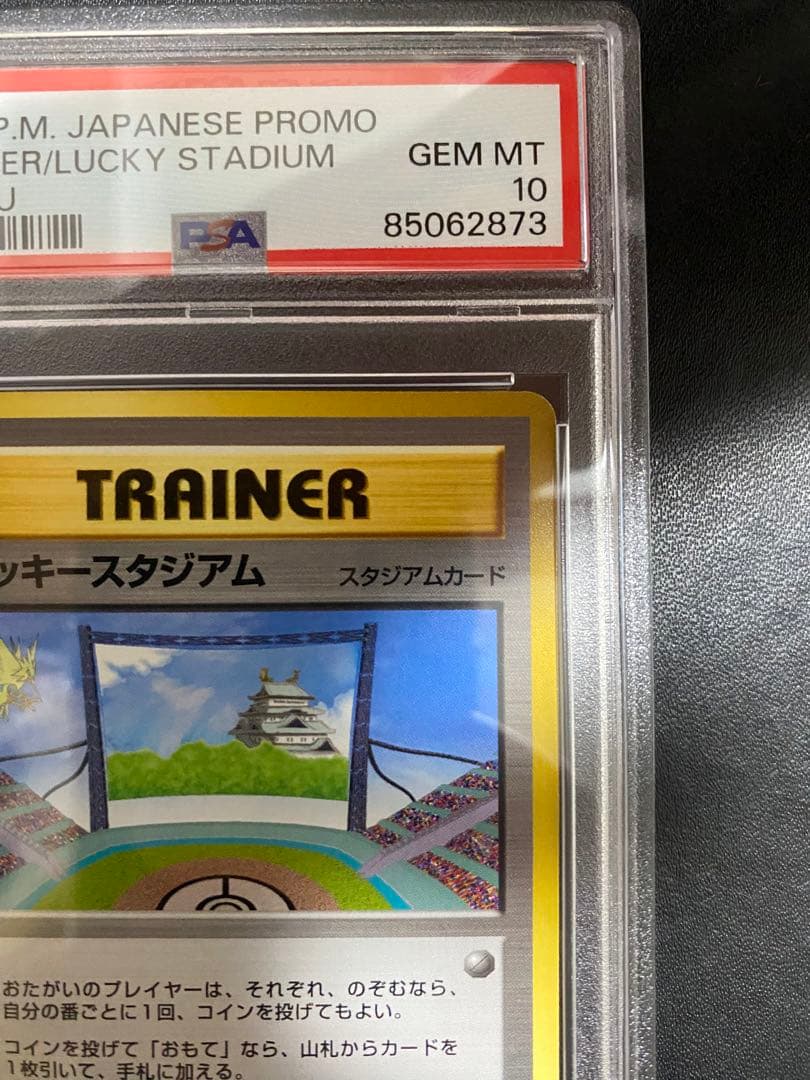 P.M. JAPANESE PROMO
ER/LUCKY STADIUM
GEM MT
U
10
PSA
85062873
TRAINER
ッキースタジアム
スタジアムカード
おたがいのプレイヤーは、それぞれ、のぞむなら、
自分の番ごとに1回、コインを投げてもよい。
コインを投げて「おもて」なら、山札からカードを
1枚引いて、手札に加える。